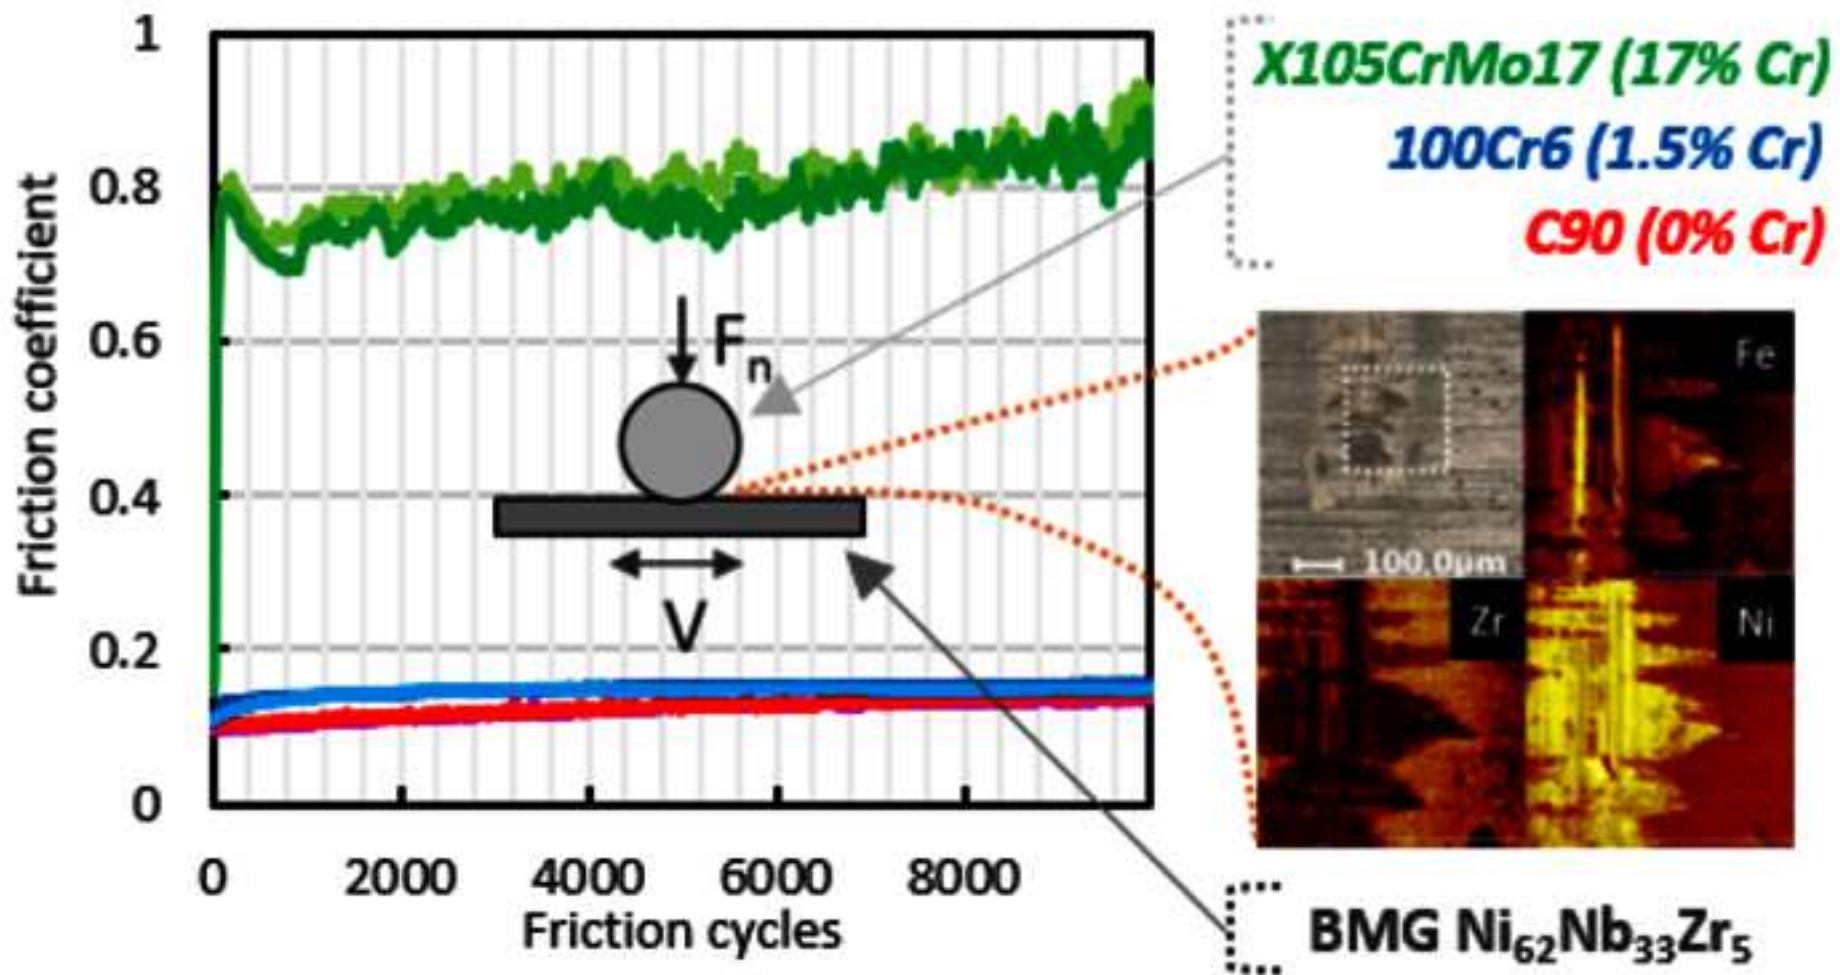 1
0.8
0.6
0.4
0.2
0
Friction coefficient
0 2000 4000 6000 8000
Friction cycles
Fₙ
V
X105CrMo17 (17% Cr)
100Cr6 (1.5% Cr)
C90 (0% Cr)
Fe
100.0µm
Zr
Ni
BMG Ni₆₂Nb₃₃Zr₅